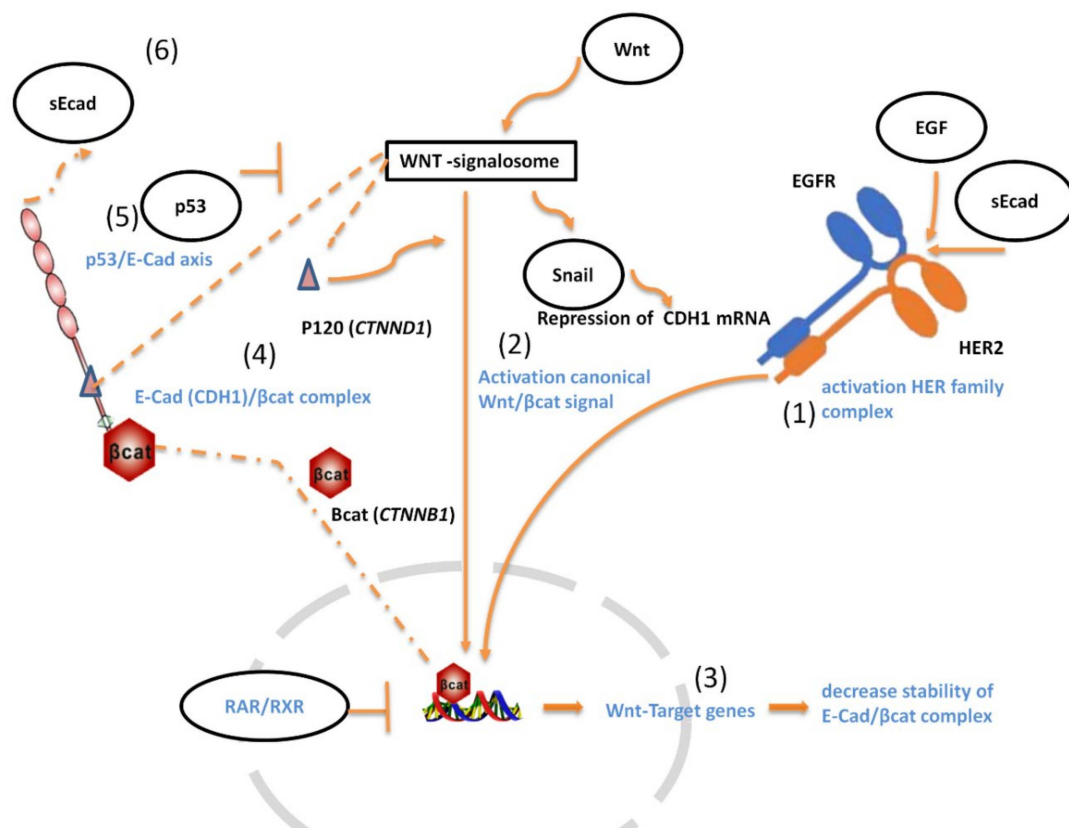 (6)
Wnt
sEcad
EGF
WNT -signalosome
EGFR
sEcad
(5)
p53
p53/E-Cad axis
Snail
P120 (CTNND1)
Repression of CDH1 mRNA
(2)
HER2
(4)
Activation canonical
Wnt/βcat signal
E-Cad (CDH1)/βcat complex
(1)
activation HER family
complex
βcat
βcat
Bcat (CTNNB1)
βcat
(3)
RAR/RXR
Wnt-Target genes
decrease stability of
E-Cad/βcat complex